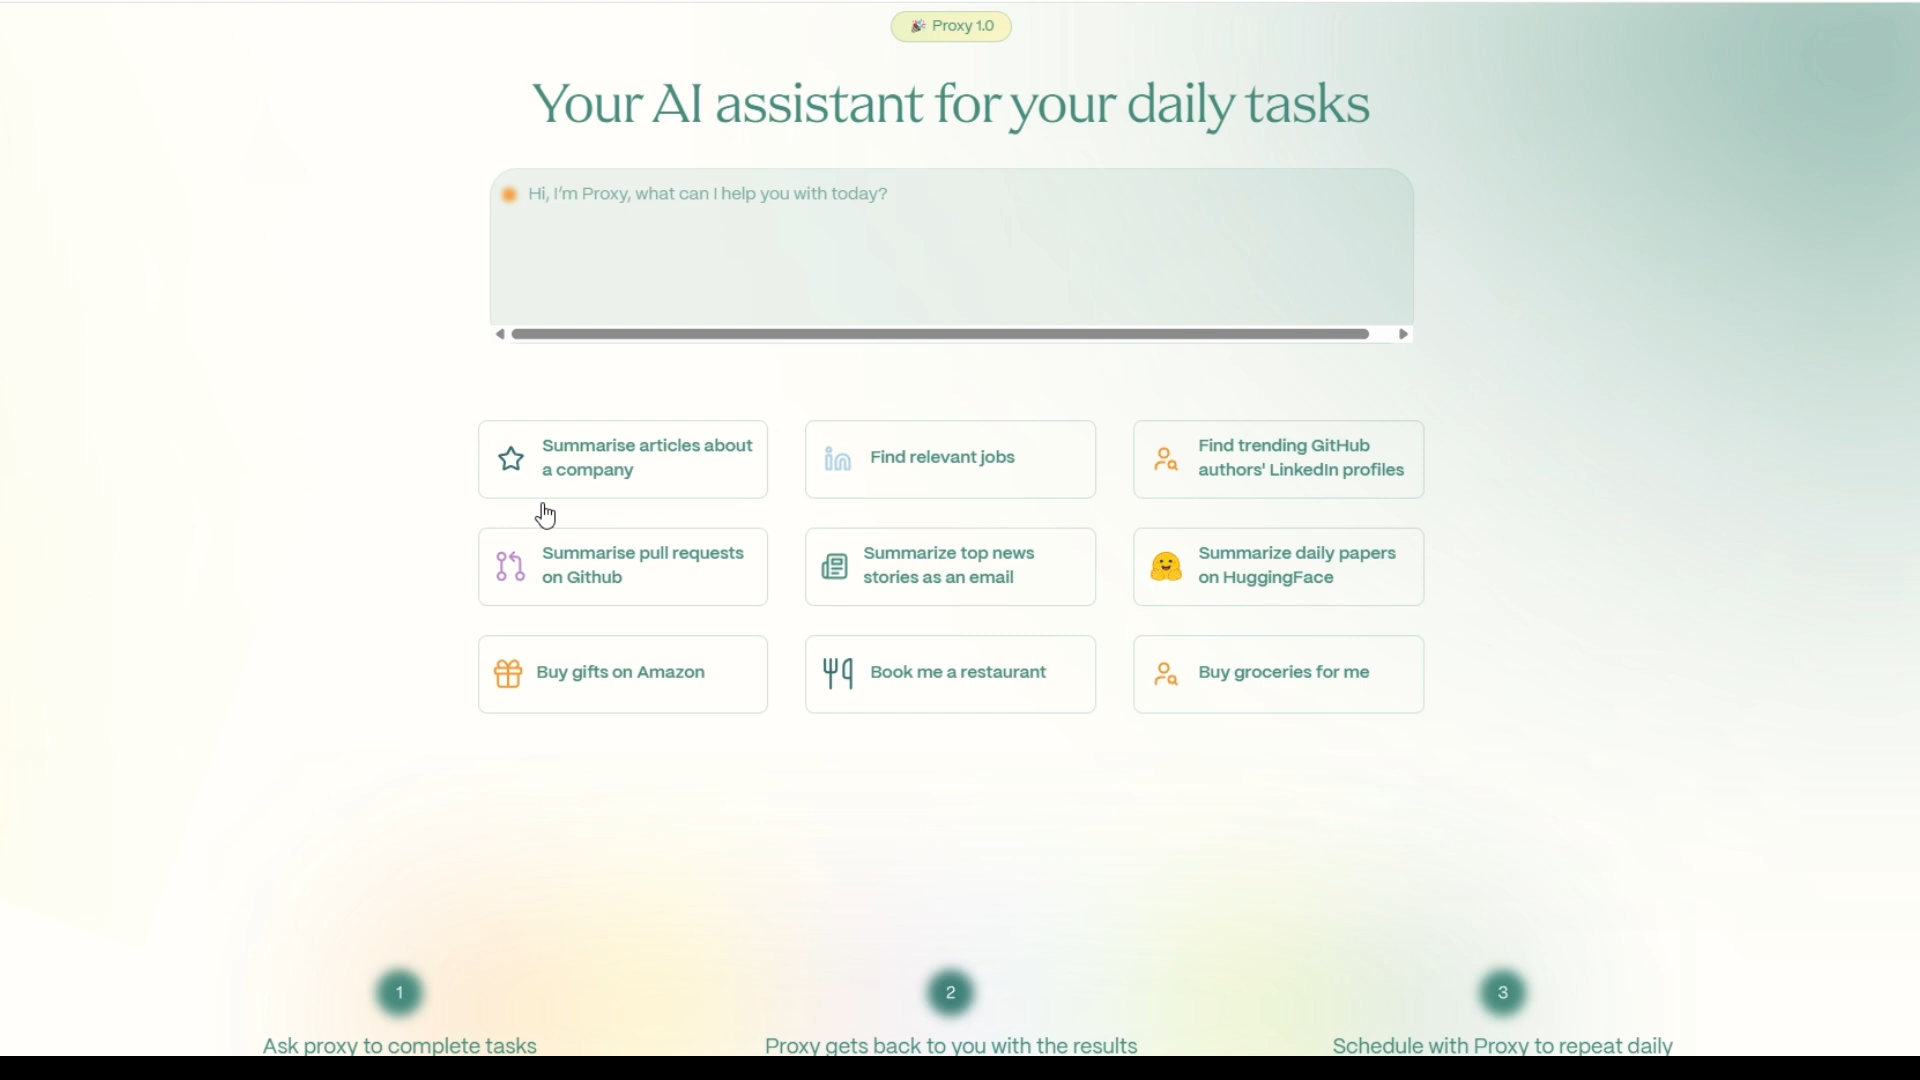 Proxy 1.0
Your AI assistant for your daily tasks
Hi, I'm Proxy, what can I help you with today?
Summarise articles about
a company
Find relevant jobs
Find trending GitHub
authors' LinkedIn profiles
Summarise pull requests
on Github
Summarize top news
stories as an email
Summarize daily papers
on HuggingFace
Buy gifts on Amazon
Book me a restaurant
Buy groceries for me
1
Ask proxy to complete tasks
2
Proxy gets back to you with the results
3
Schedule with Proxy to repeat daily